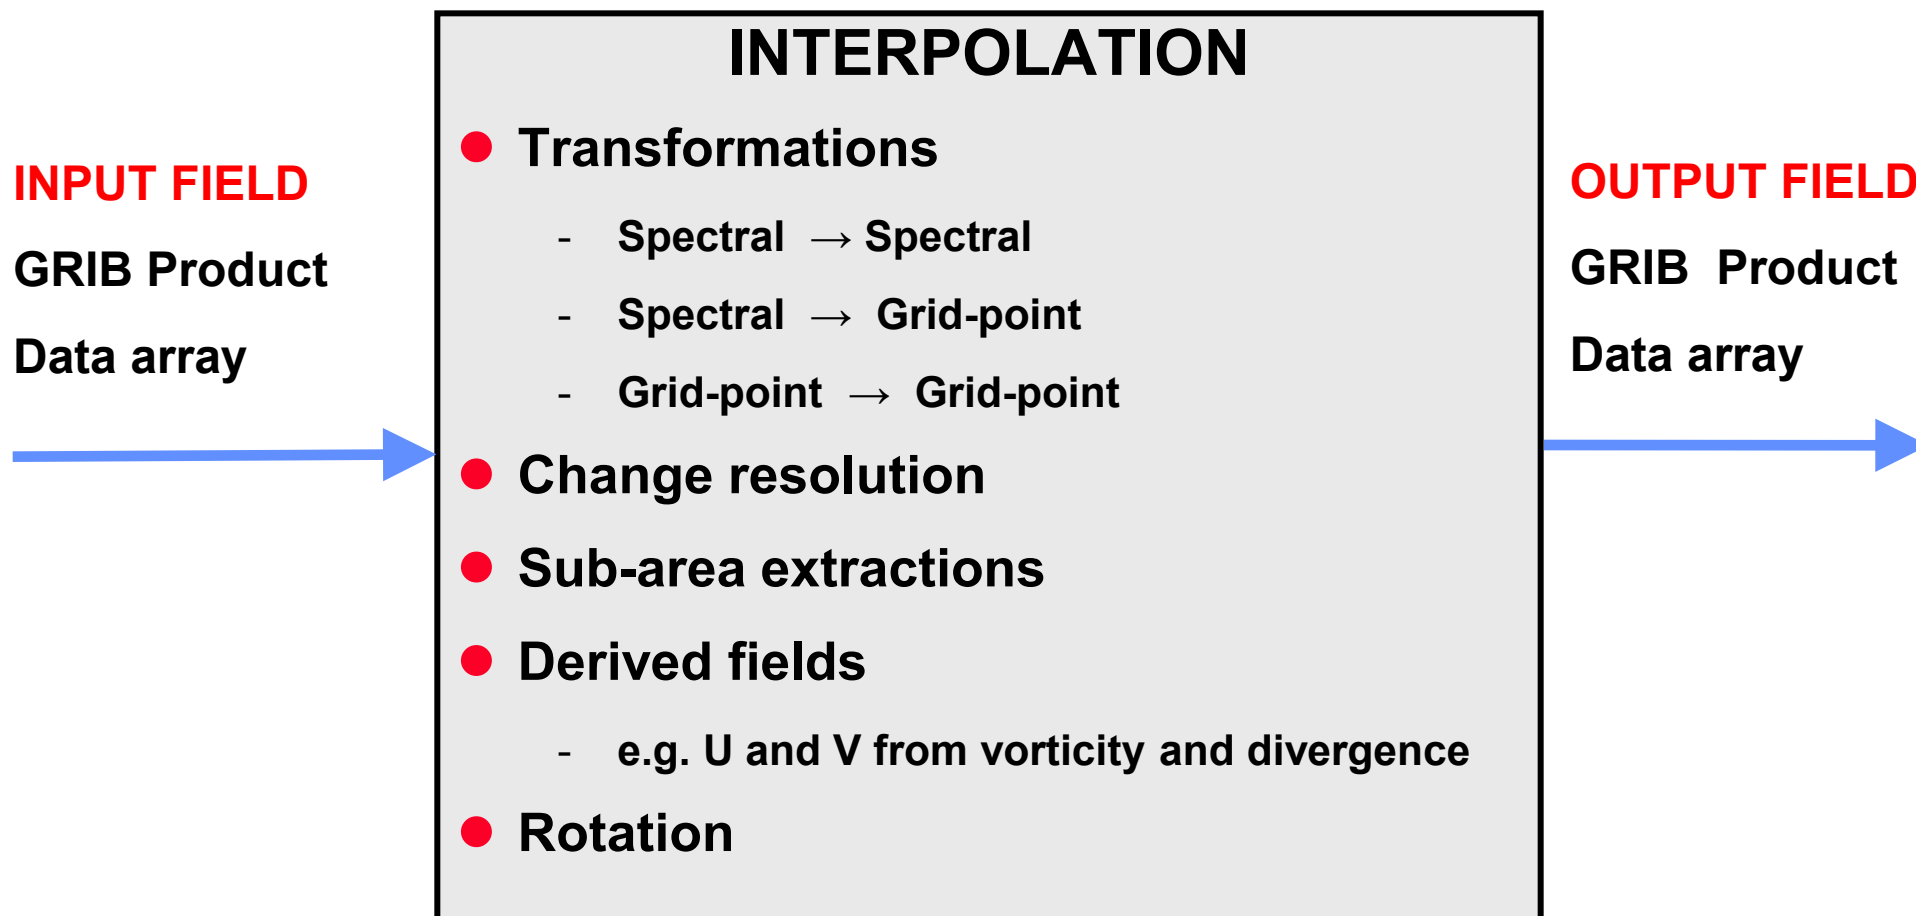 INTERPOLATION
INPUT FIELD
GRIB Product
Data array
● Transformations
- Spectral → Spectral
- Spectral → Grid-point
- Grid-point → Grid-point
● Change resolution
● Sub-area extractions
● Derived fields
- e.g. U and V from vorticity and divergence
● Rotation
OUTPUT FIELD
GRIB Product
Data array